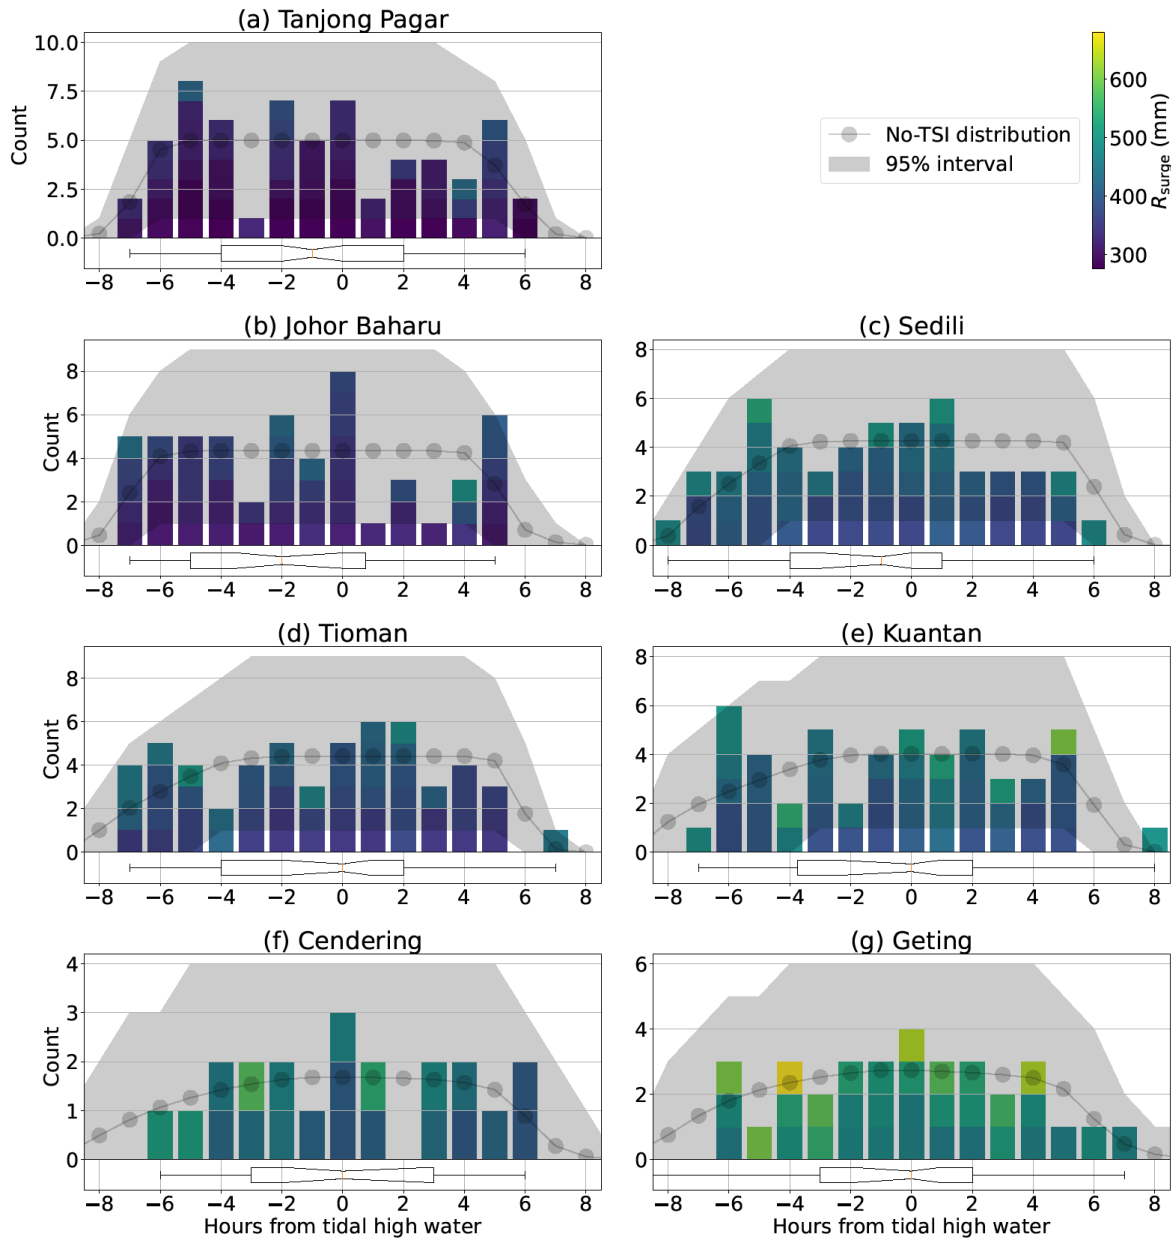 (a) Tanjong Pagar
Count
10.0
7.5
5.0
2.5
0.0
−8 −6 −4 −2 0 2 4 6 8
No-TSI distribution
95% interval
600
500
400
300
R_surge (mm)
(b) Johor Baharu
Count
8
6
4
2
0
−8 −6 −4 −2 0 2 4 6 8
(c) Sedili
8
6
4
2
0
−8 −6 −4 −2 0 2 4 6 8
(d) Tioman
Count
8
6
4
2
0
−8 −6 −4 −2 0 2 4 6 8
(e) Kuantan
8
6
4
2
0
−8 −6 −4 −2 0 2 4 6 8
(f) Cendering
Count
4
3
2
1
0
−8 −6 −4 −2 0 2 4 6 8
Hours from tidal high water
(g) Geting
6
4
2
0
−8 −6 −4 −2 0 2 4 6 8
Hours from tidal high water